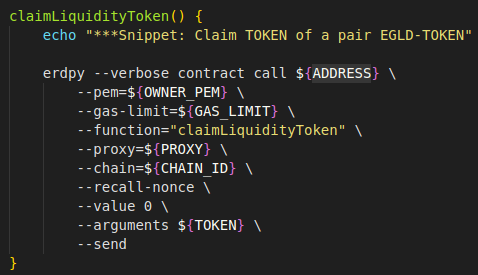 claimLiquidityToken() {
echo "***Snippet: Claim TOKEN of a pair EGLD-TOKEN"
erdpy --verbose contract call ${ADDRESS} \
--pem=${OWNER_PEM} \
--gas-limit=${GAS_LIMIT} \
--function="claimLiquidityToken" \
--proxy=${PROXY} \
--chain=${CHAIN_ID} \
--recall-nonce \
--value 0 \
--arguments ${TOKEN} \
--send
}